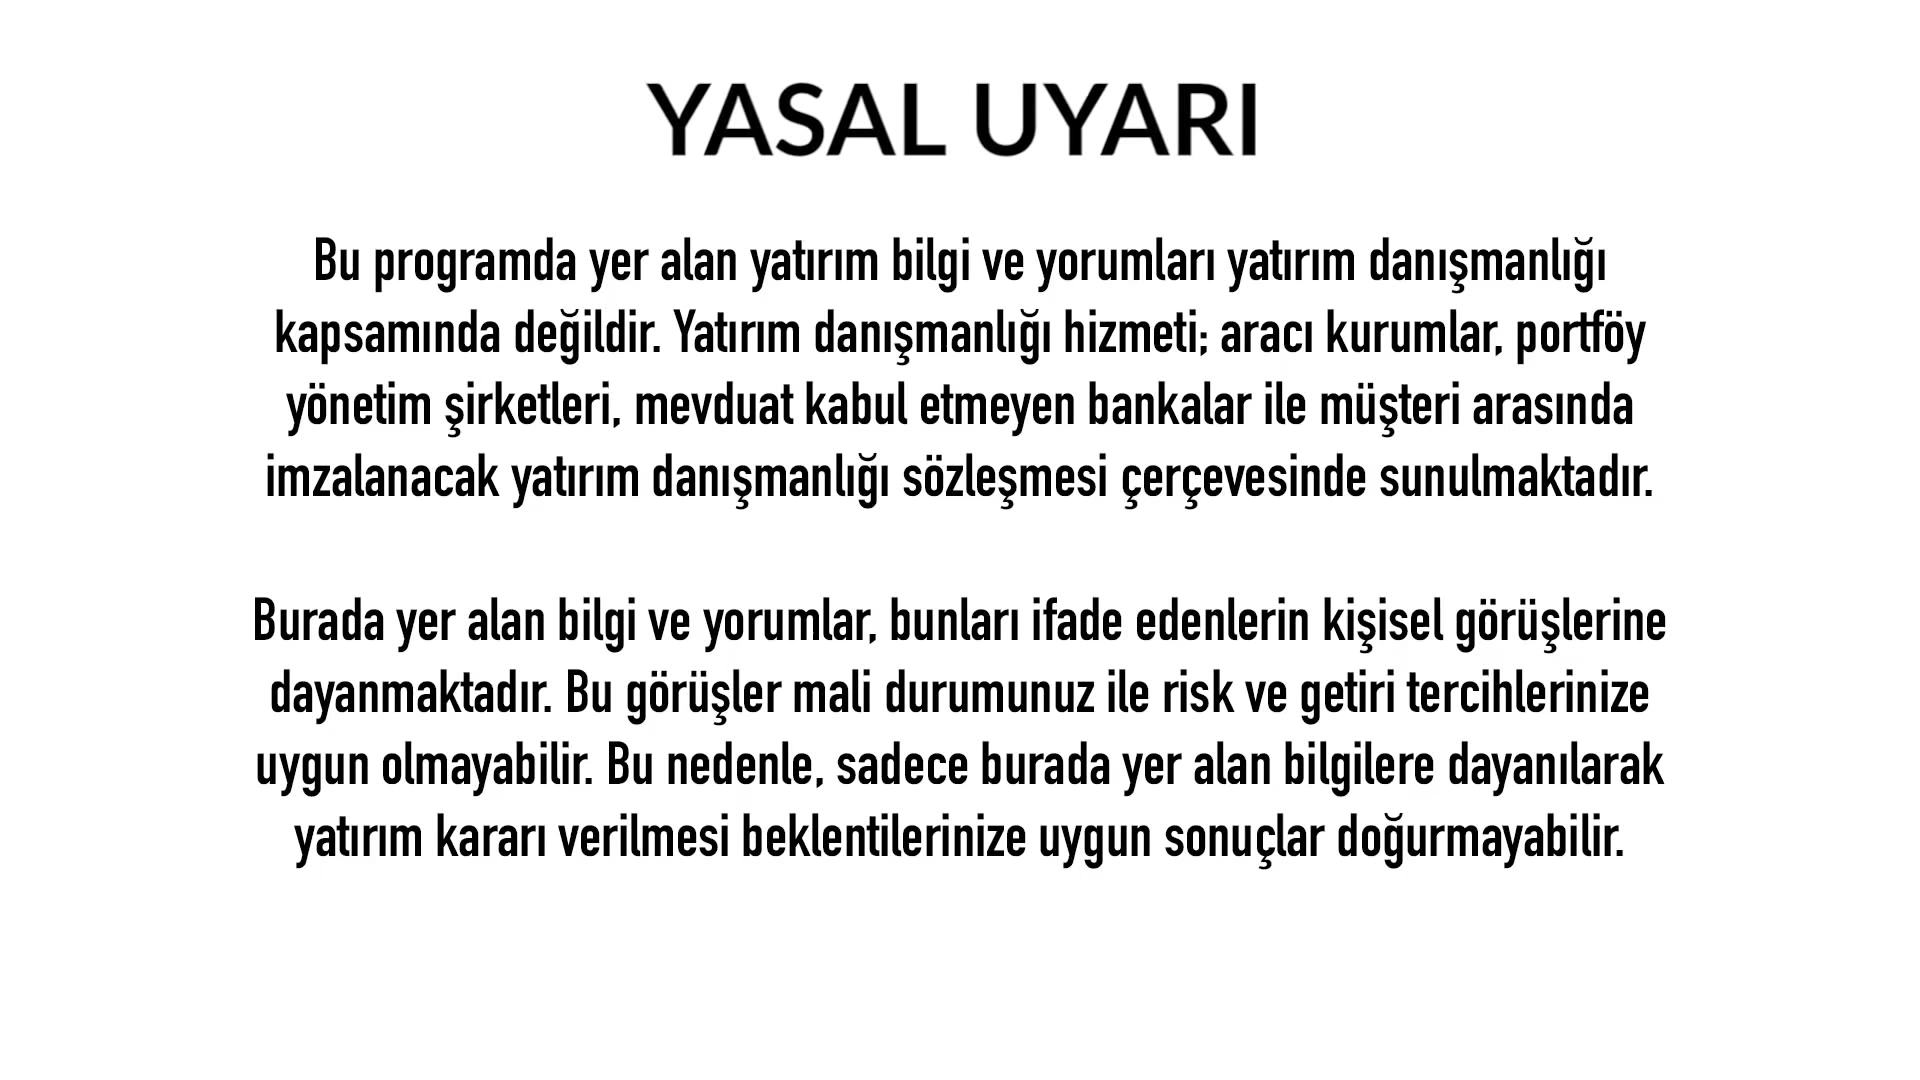 YASAL UYARI
Bu programda yer alan yatırım bilgi ve yorumları yatırım danışmanlığı
kapsamında değildir. Yatırım danışmanlığı hizmeti; aracı kurumlar, portföy
yönetim şirketleri, mevduat kabul etmeyen bankalar ile müşteri arasında
imzalanacak yatırım danışmanlığı sözleşmesi çerçevesinde sunulmaktadır.
Burada yer alan bilgi ve yorumlar, bunları ifade edenlerin kişisel görüşlerine
dayanmaktadır. Bu görüşler mali durumunuz ile risk ve getiri tercihlerinize
uygun olmayabilir. Bu nedenle, sadece burada yer alan bilgilere dayanılarak
yatırım kararı verilmesi beklentilerinize uygun sonuçlar doğurmayabilir.